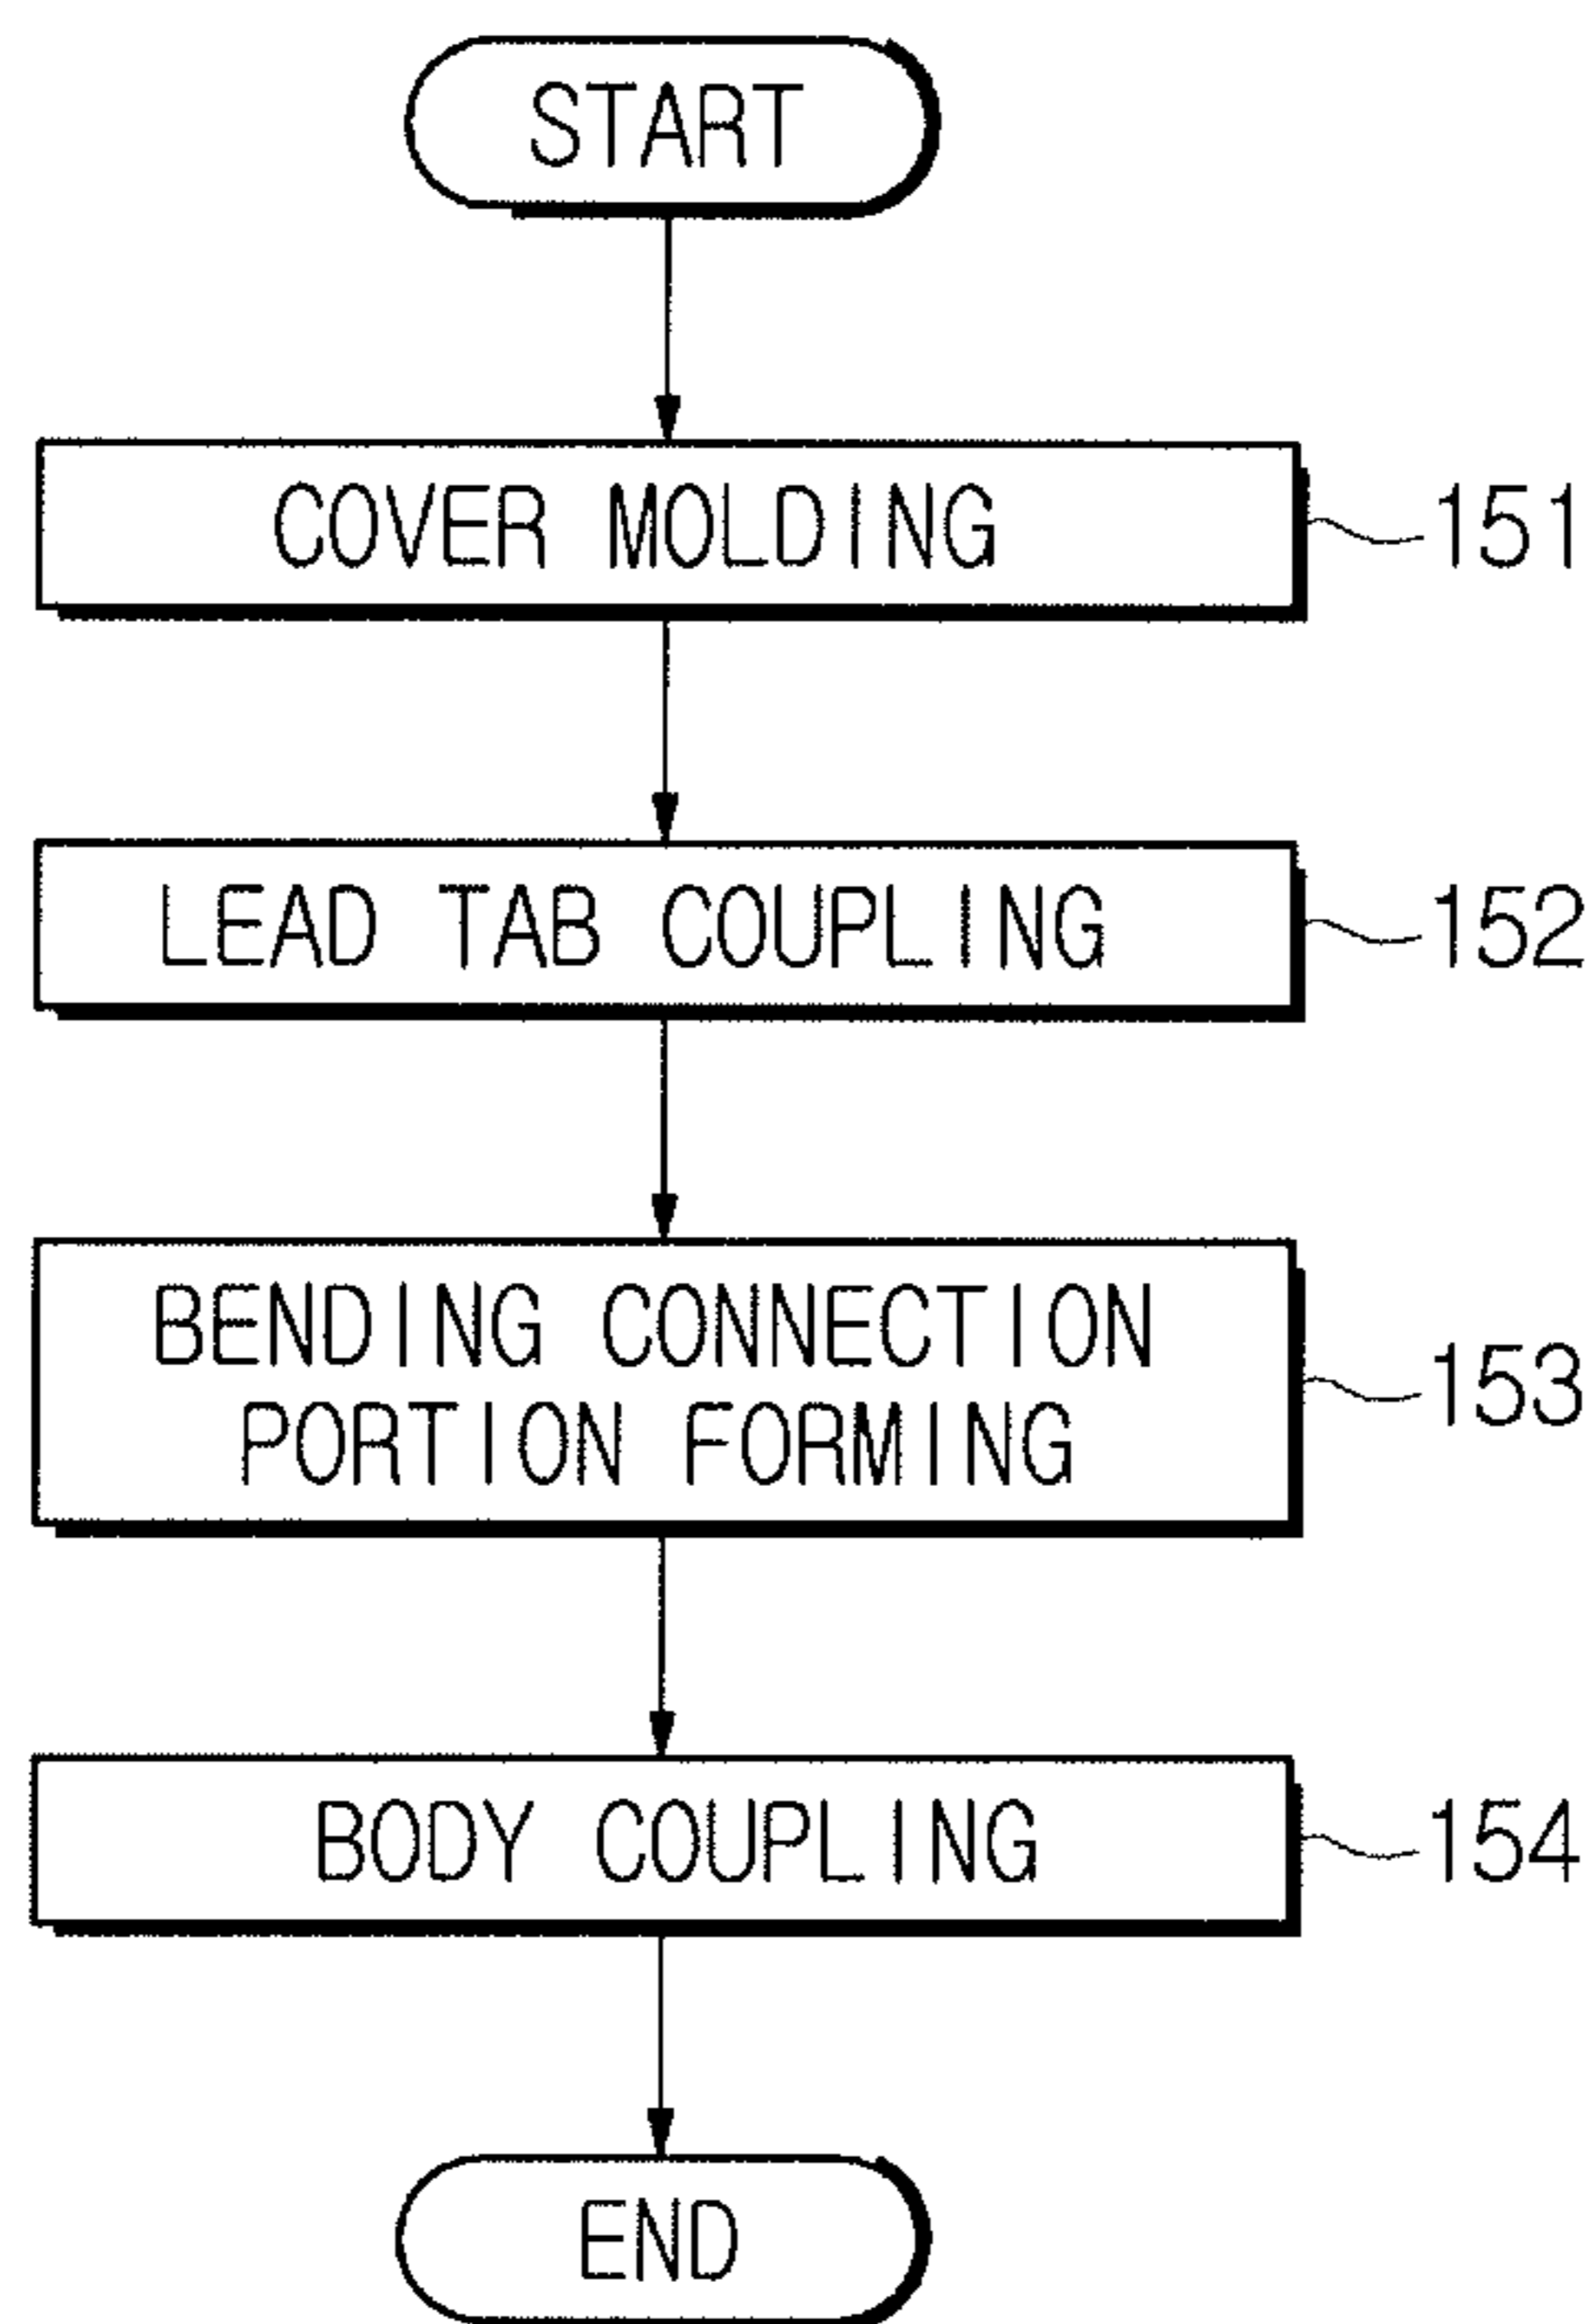 START
COVER MOLDING
151
LEAD TAB COUPLING
152
BENDING CONNECTION
PORTION FORMING
153
BODY COUPLING
154
END